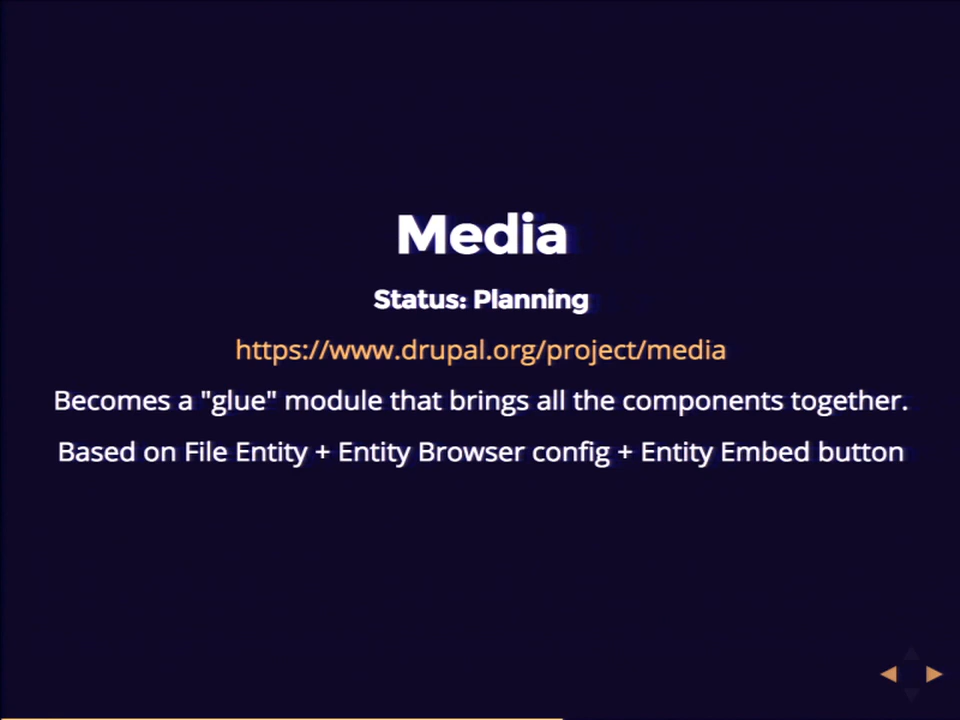 Media
Status: Planning
https://www.drupal.org/project/media
Becomes a "glue" module that brings all the components together.
Based on File Entity + Entity Browser config + Entity Embed button